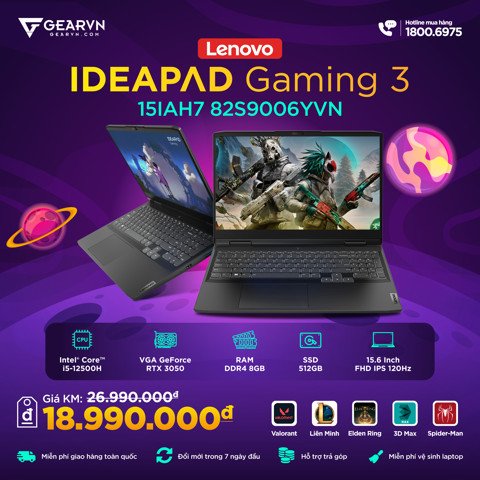 GEARVN
GEARVN.COM
Hotline mua hàng
1800.6975
Lenovo
IDEAPAD Gaming 3
15IAH7 82S9006YVN
CPU
Intel® Core™
i5-12500H
VGA GeForce
RTX 3050
RAM
DDR4 8GB
SSD
512GB
15.6 Inch
FHD IPS 120Hz
Giá KM: 26.990.000đ
đ
18.990.000đ
Valorant
Liên Minh
Elden Ring
3D Max
Spider-Man
Miễn phí giao hàng toàn quốc
Đổi mới trong 7 ngày đầu
Hỗ trợ trả góp
Miễn phí vệ sinh laptop